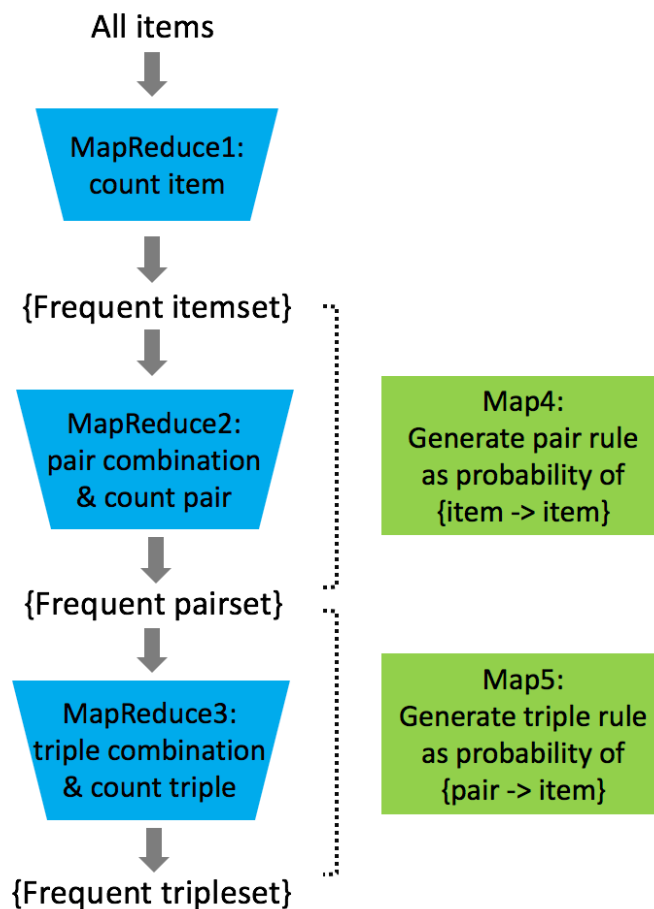 All items
MapReduce1:
count item
{Frequent itemset}
MapReduce2:
pair combination
& count pair
Map4:
Generate pair rule
as probability of
{item -> item}
{Frequent pairset}
MapReduce3:
triple combination
& count triple
Map5:
Generate triple rule
as probability of
{pair -> item}
{Frequent tripleset}